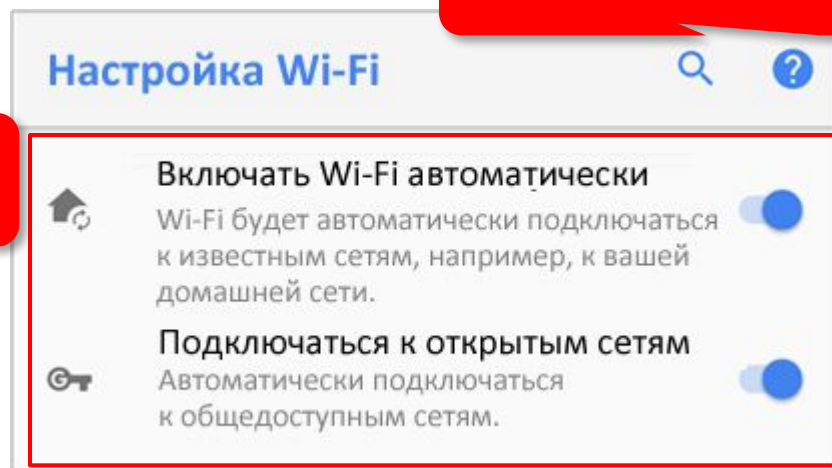 Настройка Wi-Fi
Включать Wi-Fi автоматически
Wi-Fi будет автоматически подключаться
к известным сетям, например, к вашей
домашней сети.
Подключаться к открытым сетям
Автоматически подключаться
к общедоступным сетям.